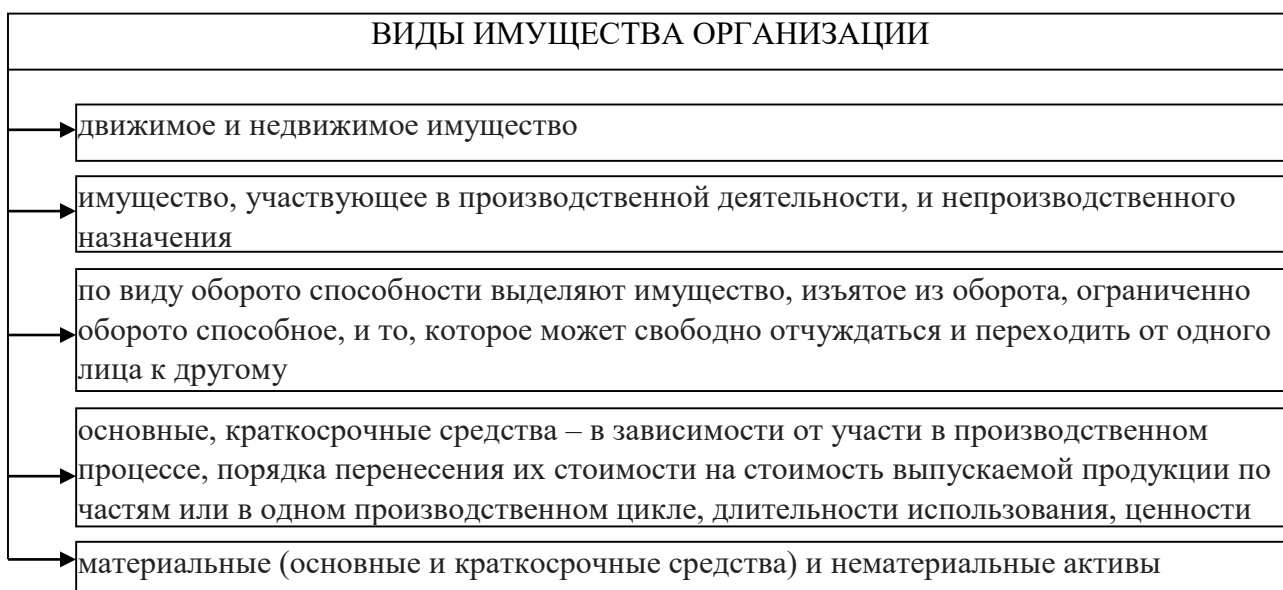 ВИДЫ ИМУЩЕСТВА ОРГАНИЗАЦИИ
движимое и недвижимое имущество
имущество, участвующее в производственной деятельности, и непроизводственного
назначения
по виду оборото способности выделяют имущество, изъятое из оборота, ограниченно
оборото способное, и то, которое может свободно отчуждаться и переходить от одного
лица к другому
основные, краткосрочные средства – в зависимости от участи в производственном
процессе, порядка перенесения их стоимости на стоимость выпускаемой продукции по
частям или в одном производственном цикле, длительности использования, ценности
материальные (основные и краткосрочные средства) и нематериальные активы